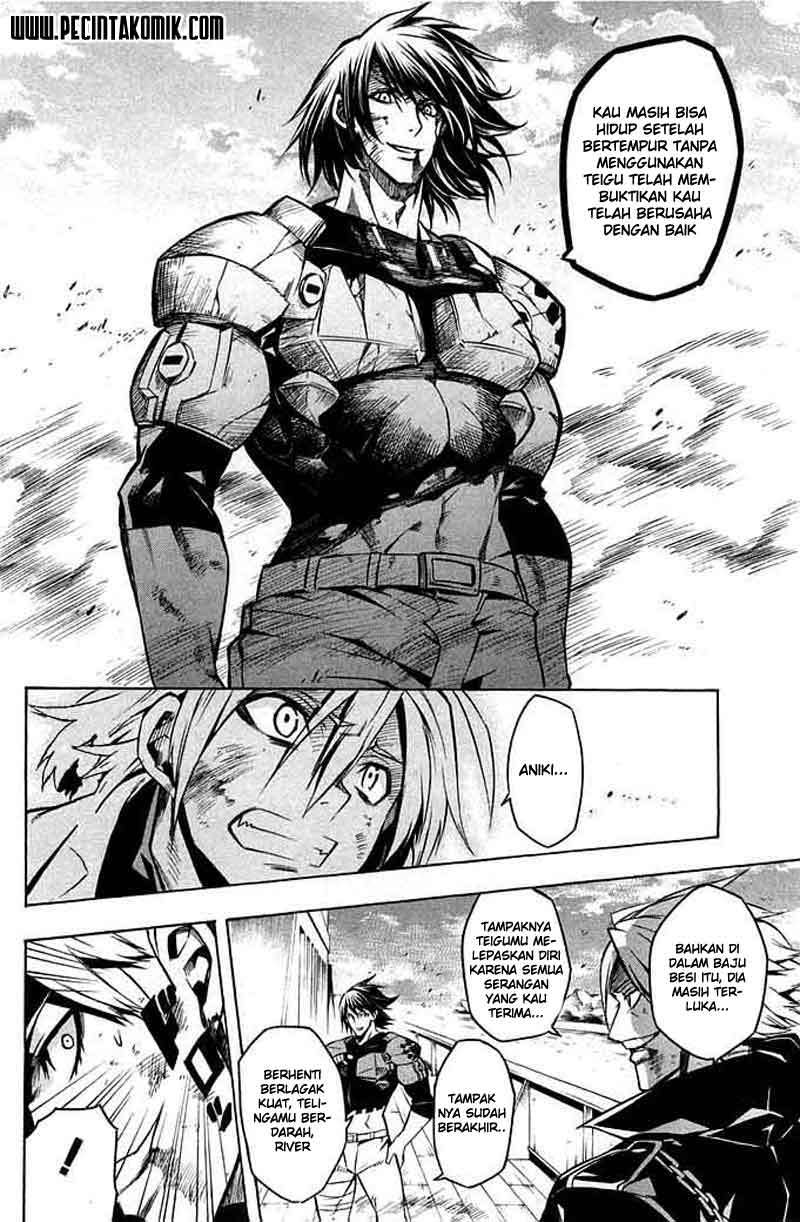 WWW.PECINTAKOMIK.COM
KAU MASIH BISA
HIDUP SETELAH
BERTEMPUR TANPA
MENGGUNAKAN
TEIGU TELAH MEM-
BUKTIKAN KAU
TELAH BERUSAHA
DENGAN BAIK
ANIKI...
BAHKAN DI
DALAM BAJU
BESI ITU, DIA
MASIH TER-
LUKA...
TAMPAKNYA
TEIGUMU ME-
LEPASKAN DIRI
KARENA SEMUA
SERANGAN
YANG KAU
TERIMA...
TAMPAK
NYA SUDAH
BERAKHIR..
BERHENTI
BERLAGAK
KUAT, TELI-
NGAMU BER-
DARAH,
RIVER
!